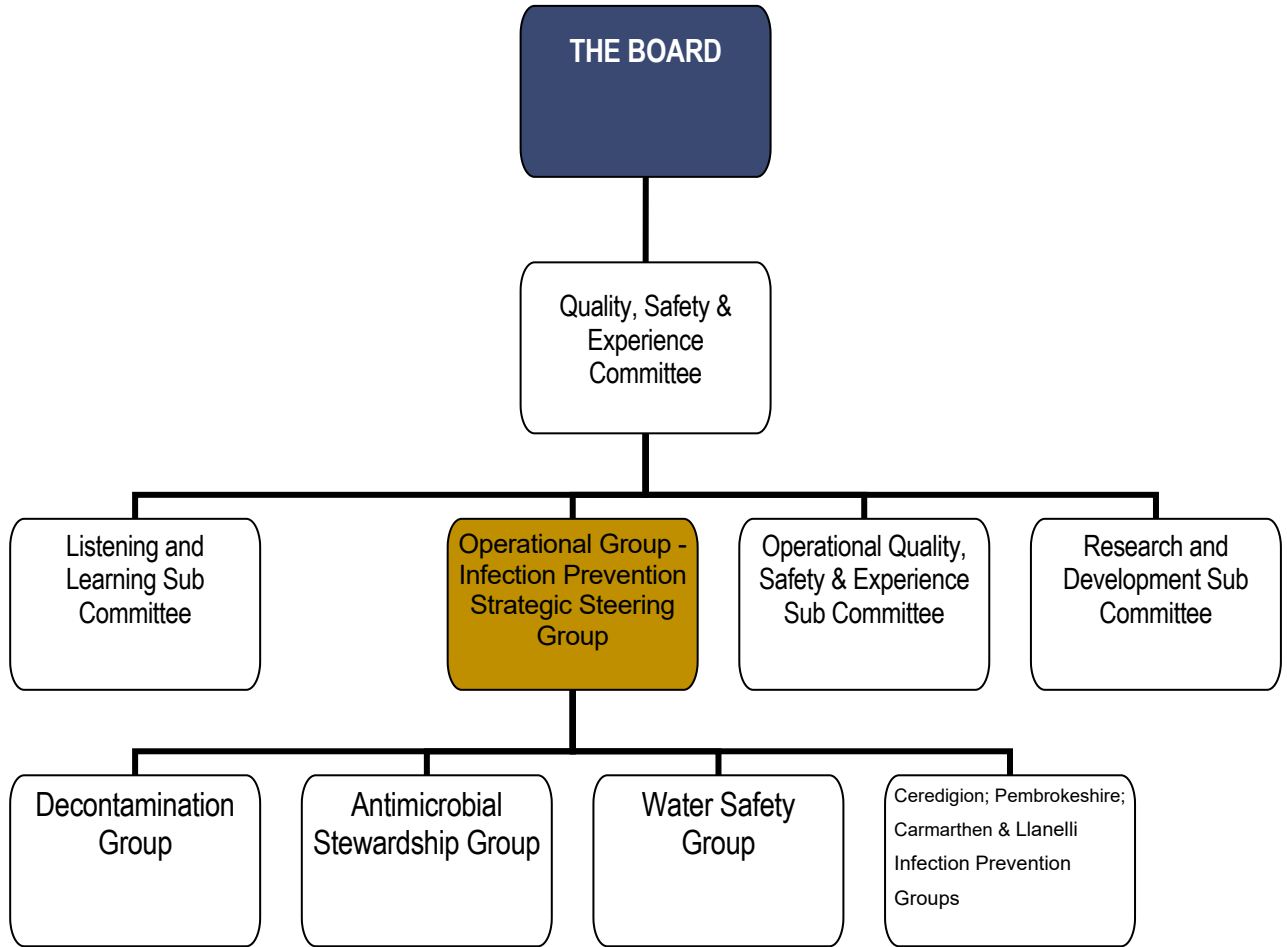 THE BOARD
Quality, Safety &
Experience
Committee
Listening and
Learning Sub
Committee
Operational Group -
Infection Prevention
Strategic Steering
Group
Operational Quality,
Safety & Experience
Sub Committee
Research and
Development Sub
Committee
Decontamination
Group
Antimicrobial
Stewardship Group
Water Safety
Group
Ceredigion; Pembrokeshire;
Carmarthen & Llanelli
Infection Prevention
Groups